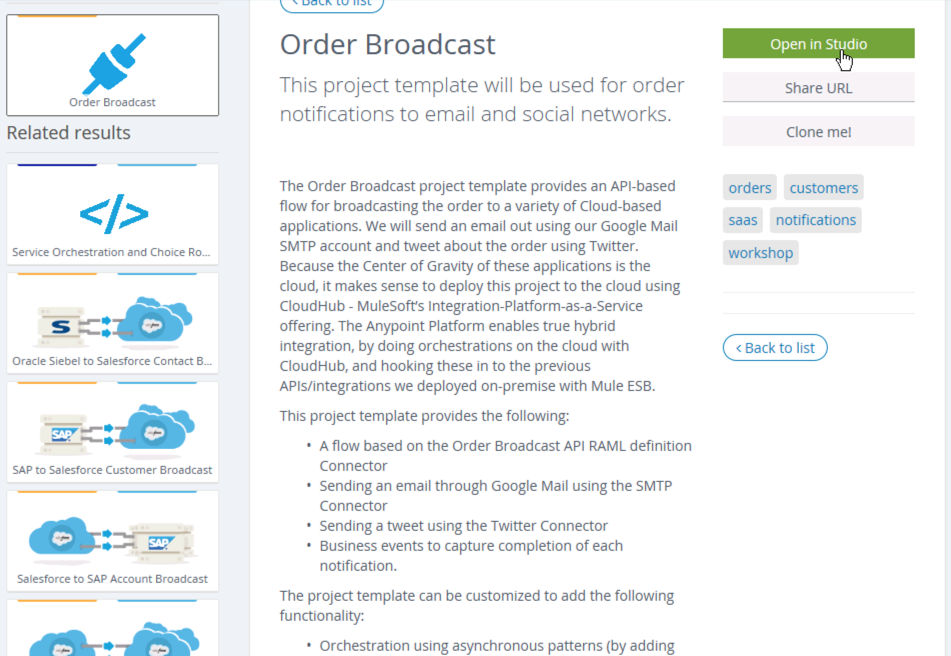 Order Broadcast
Related results
</>
Service Orchestration and Choice Ro...
S
Oracle Siebel to Salesforce Contact B...
SAP
SAP to Salesforce Customer Broadcast
SAP
Salesforce to SAP Account Broadcast
‹ Back to list
Order Broadcast
This project template will be used for order
notifications to email and social networks.
The Order Broadcast project template provides an API-based
flow for broadcasting the order to a variety of Cloud-based
applications. We will send an email out using our Google Mail
SMTP account and tweet about the order using Twitter.
Because the Center of Gravity of these applications is the
cloud, it makes sense to deploy this project to the cloud using
CloudHub - MuleSoft's Integration-Platform-as-a-Service
offering. The Anypoint Platform enables true hybrid
integration, by doing orchestrations on the cloud with
CloudHub, and hooking these in to the previous
APIs/integrations we deployed on-premise with Mule ESB.
This project template provides the following:
• A flow based on the Order Broadcast API RAML definition
Connector
• Sending an email through Google Mail using the SMTP
Connector
• Sending a tweet using the Twitter Connector
• Business events to capture completion of each
notification.
The project template can be customized to add the following
functionality:
• Orchestration using asynchronous patterns (by adding
Open in Studio
Share URL
Clone me!
orders customers
saas notifications
workshop
‹ Back to list